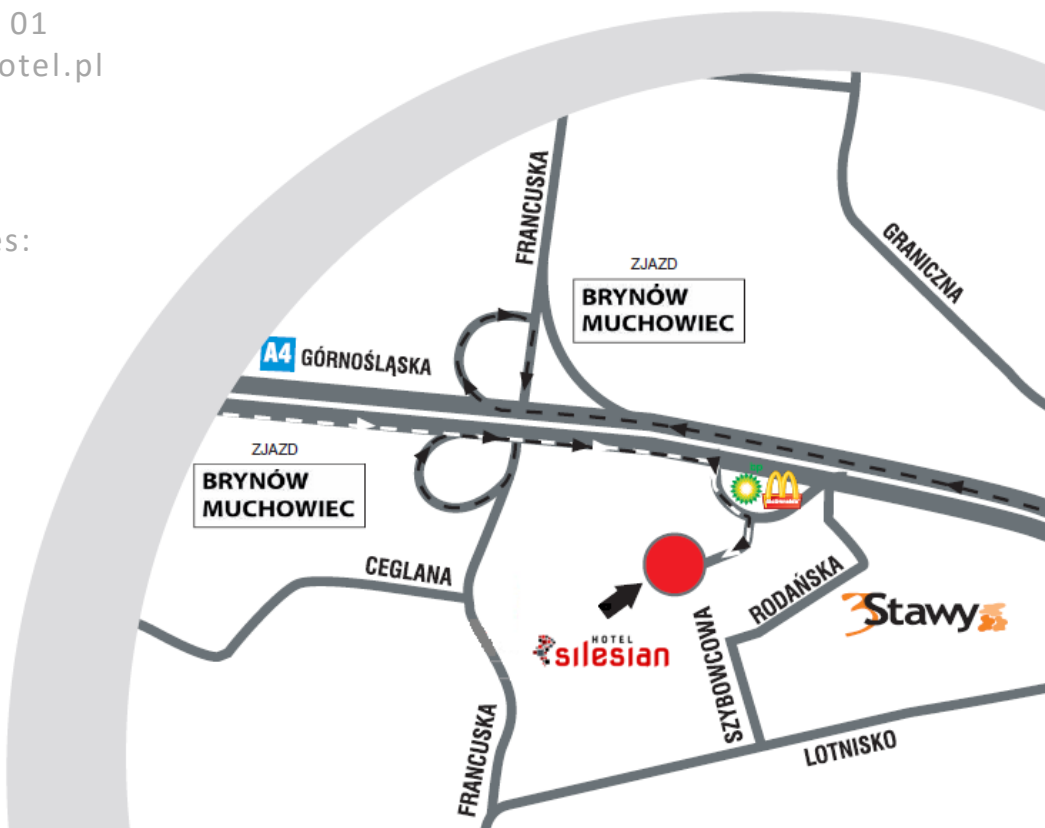 01
otel.pl
es:
FRANCUSKA
GRANICZNA
ZJAZD
BRYNÓW
MUCHOWIEC
A4 GÓRNOŚLĄSKA
ZJAZD
BRYNÓW
MUCHOWIEC
CEGLANA
RODAŃSKA
3Stawy
HOTEL
silesian
SZYBOWCOWA
FRANCUSKA
LOTNISKO